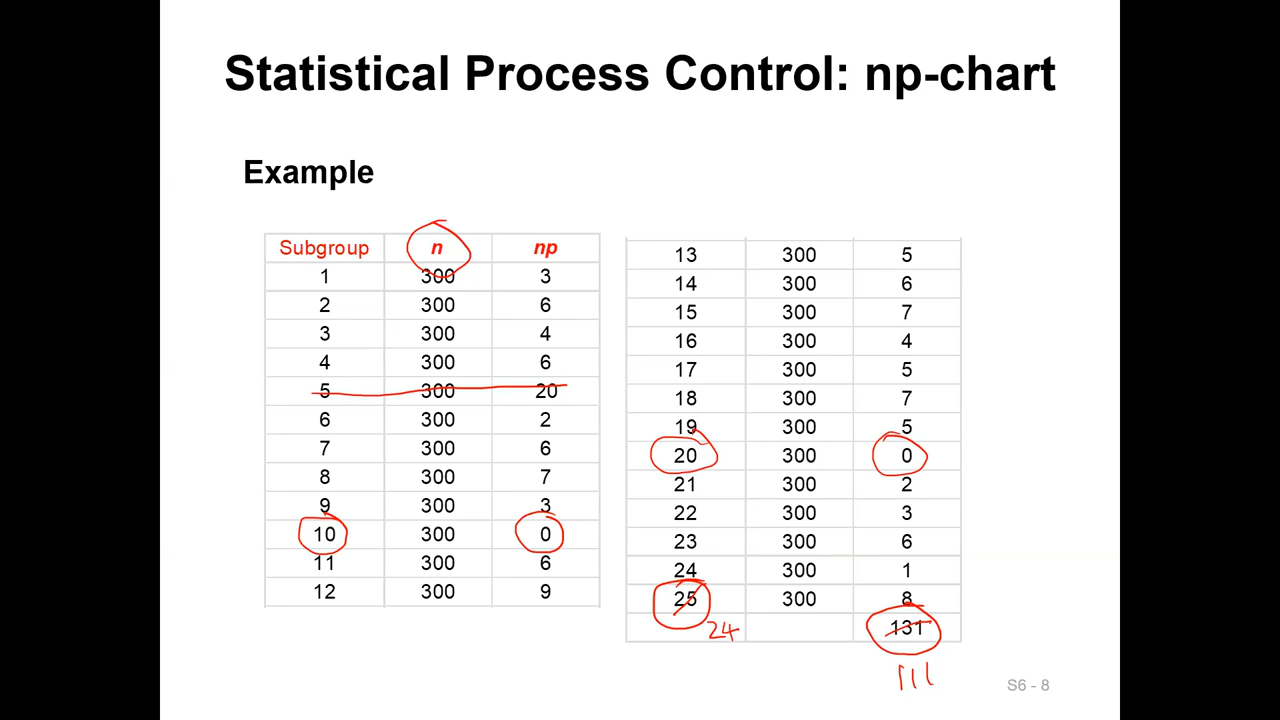 Statistical Process Control: np-chart
Example
Subgroup n np
1 300 3
2 300 6
3 300 4
4 300 6
5 300 20
6 300 2
7 300 6
8 300 7
9 300 3
10 300 0
11 300 6
12 300 9
13 300 5
14 300 6
15 300 7
16 300 4
17 300 5
18 300 7
19 300 5
20 300 0
21 300 2
22 300 3
23 300 6
24 300 1
25 300 8
24 131
111
S6 - 8